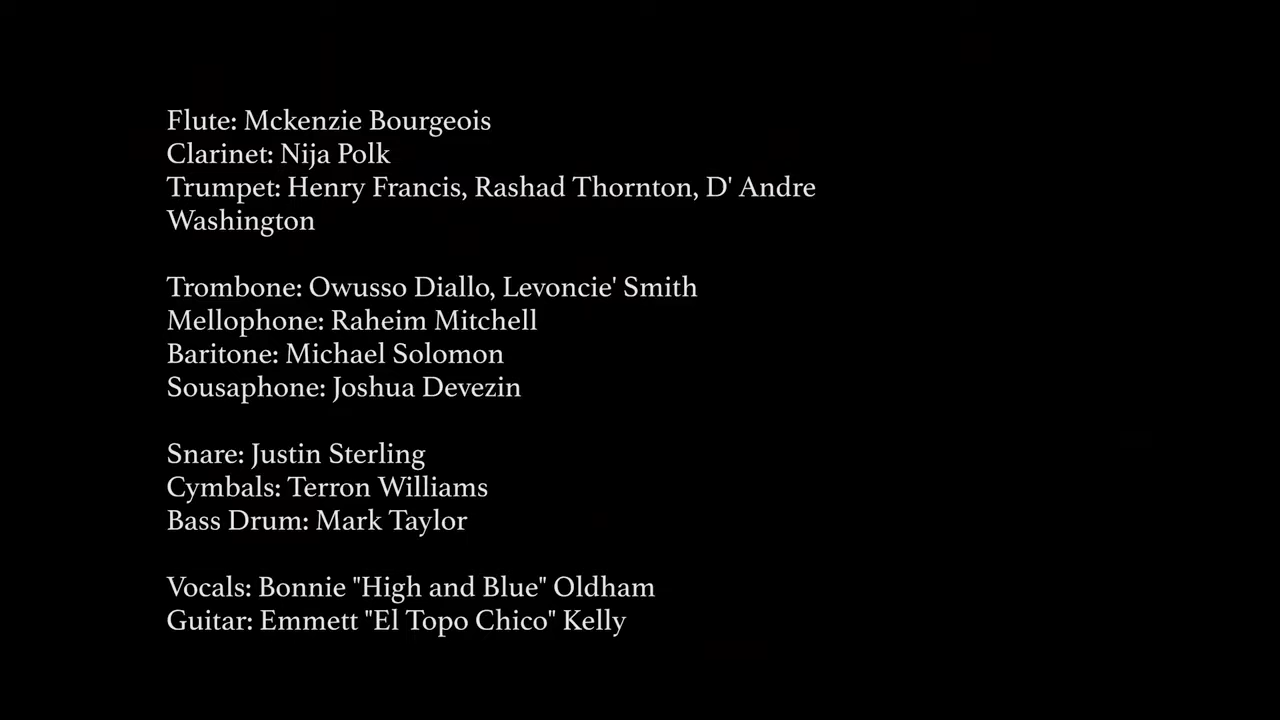 Flute: Mckenzie Bourgeois
Clarinet: Nija Polk
Trumpet: Henry Francis, Rashad Thornton, D' Andre
Washington
Trombone: Owusso Diallo, Levoncie' Smith
Mellophone: Raheim Mitchell
Baritone: Michael Solomon
Sousaphone: Joshua Devezin
Snare: Justin Sterling
Cymbals: Terron Williams
Bass Drum: Mark Taylor
Vocals: Bonnie "High and Blue" Oldham
Guitar: Emmett "El Topo Chico" Kelly